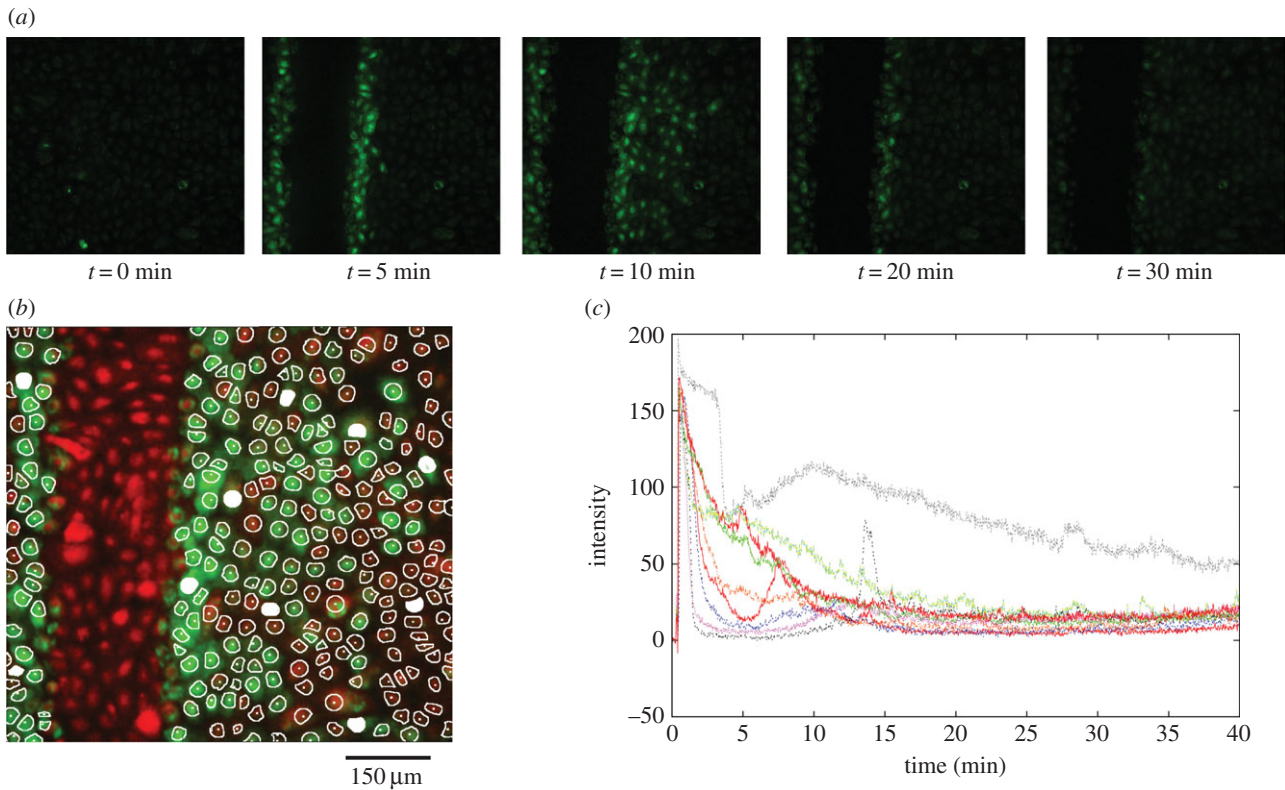 (a)
t = 0 min
t = 5 min
t = 10 min
t = 20 min
t = 30 min
(b)
150 µm
(c)
200
150
100
50
0
–50
intensity
0
5
10
15
20
25
30
35
40
time (min)